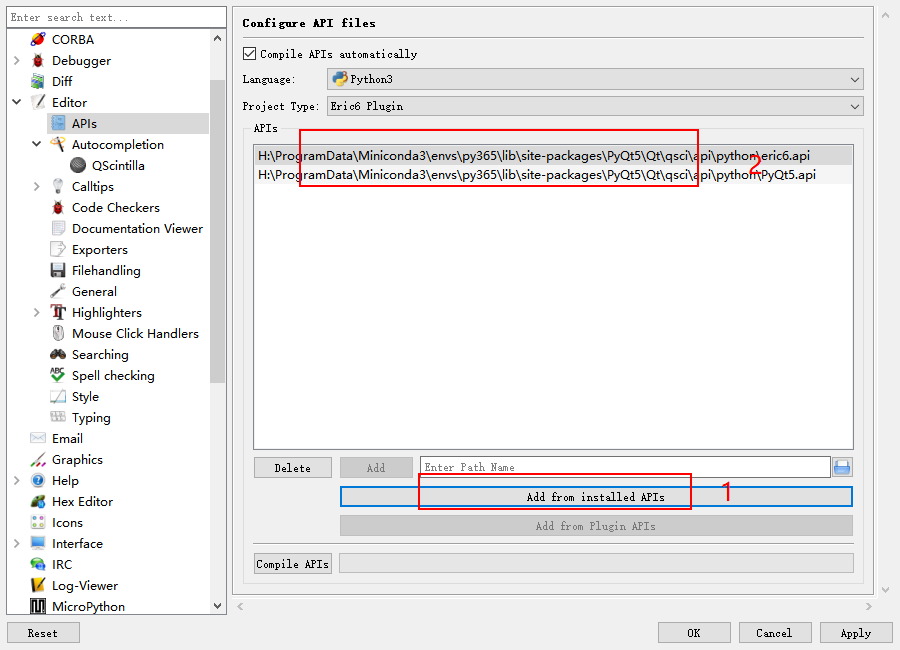 Enter search text...
CORBA
Debugger
Diff
Editor
APIs
Autocompletion
QScintilla
Calltips
Code Checkers
Documentation Viewer
Exporters
Filehandling
General
Highlighters
Mouse Click Handlers
Searching
Spell checking
Style
Typing
Email
Graphics
Help
Hex Editor
Icons
Interface
IRC
Log-Viewer
MicroPython
Reset
Configure API files
Compile APIs automatically
Language: Python3
Project Type: Eric6 Plugin
APIs
H:\ProgramData\Miniconda3\envs\py365\lib\site-packages\PyQt5\Qt\qsci\api\python\eric6.api
2
H:\ProgramData\Miniconda3\envs\py365\lib\site-packages\PyQt5\Qt\qsci\api\python\PyQt5.api
Delete Add Enter Path Name
Add from installed APIs 1
Add from Plugin APIs
Compile APIs
OK Cancel Apply